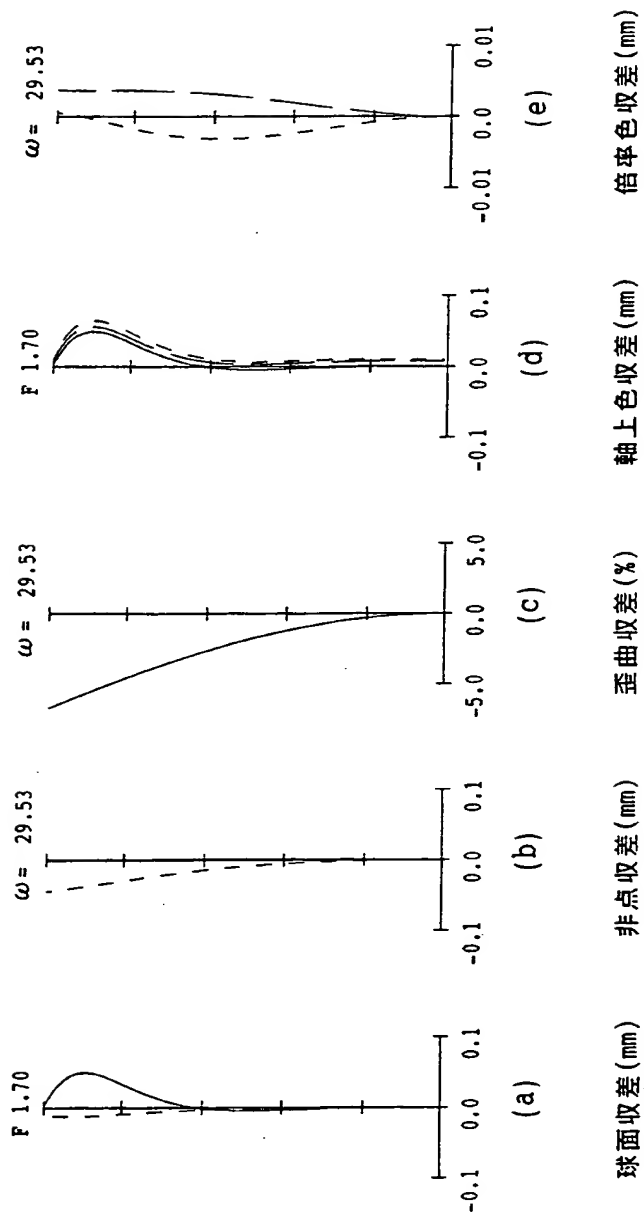 F 1.70
-0.1 0.0 0.1
(a)
球面収差(mm)
ω= 29.53
-0.1 0.0 0.1
(b)
非点収差(mm)
ω= 29.53
-5.0 0.0 5.0
(c)
歪曲収差(%)
F 1.70
-0.1 0.0 0.1
(d)
軸上色収差(mm)
ω= 29.53
-0.01 0.0 0.01
(e)
倍率色収差(mm)